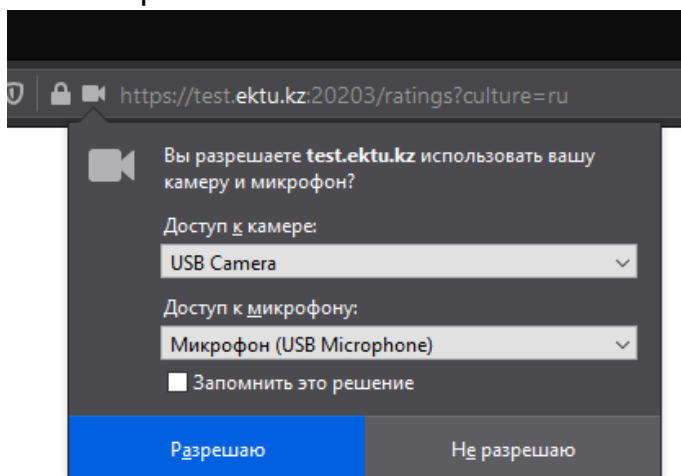 https://test.ektu.kz:20203/ratings?culture=ru
Вы разрешаете test.ektu.kz использовать вашу
камеру и микрофон?
Доступ к камере:
USB Camera
Доступ к микрофону:
Микрофон (USB Microphone)
Запомнить это решение
Разрешаю
Не разрешаю